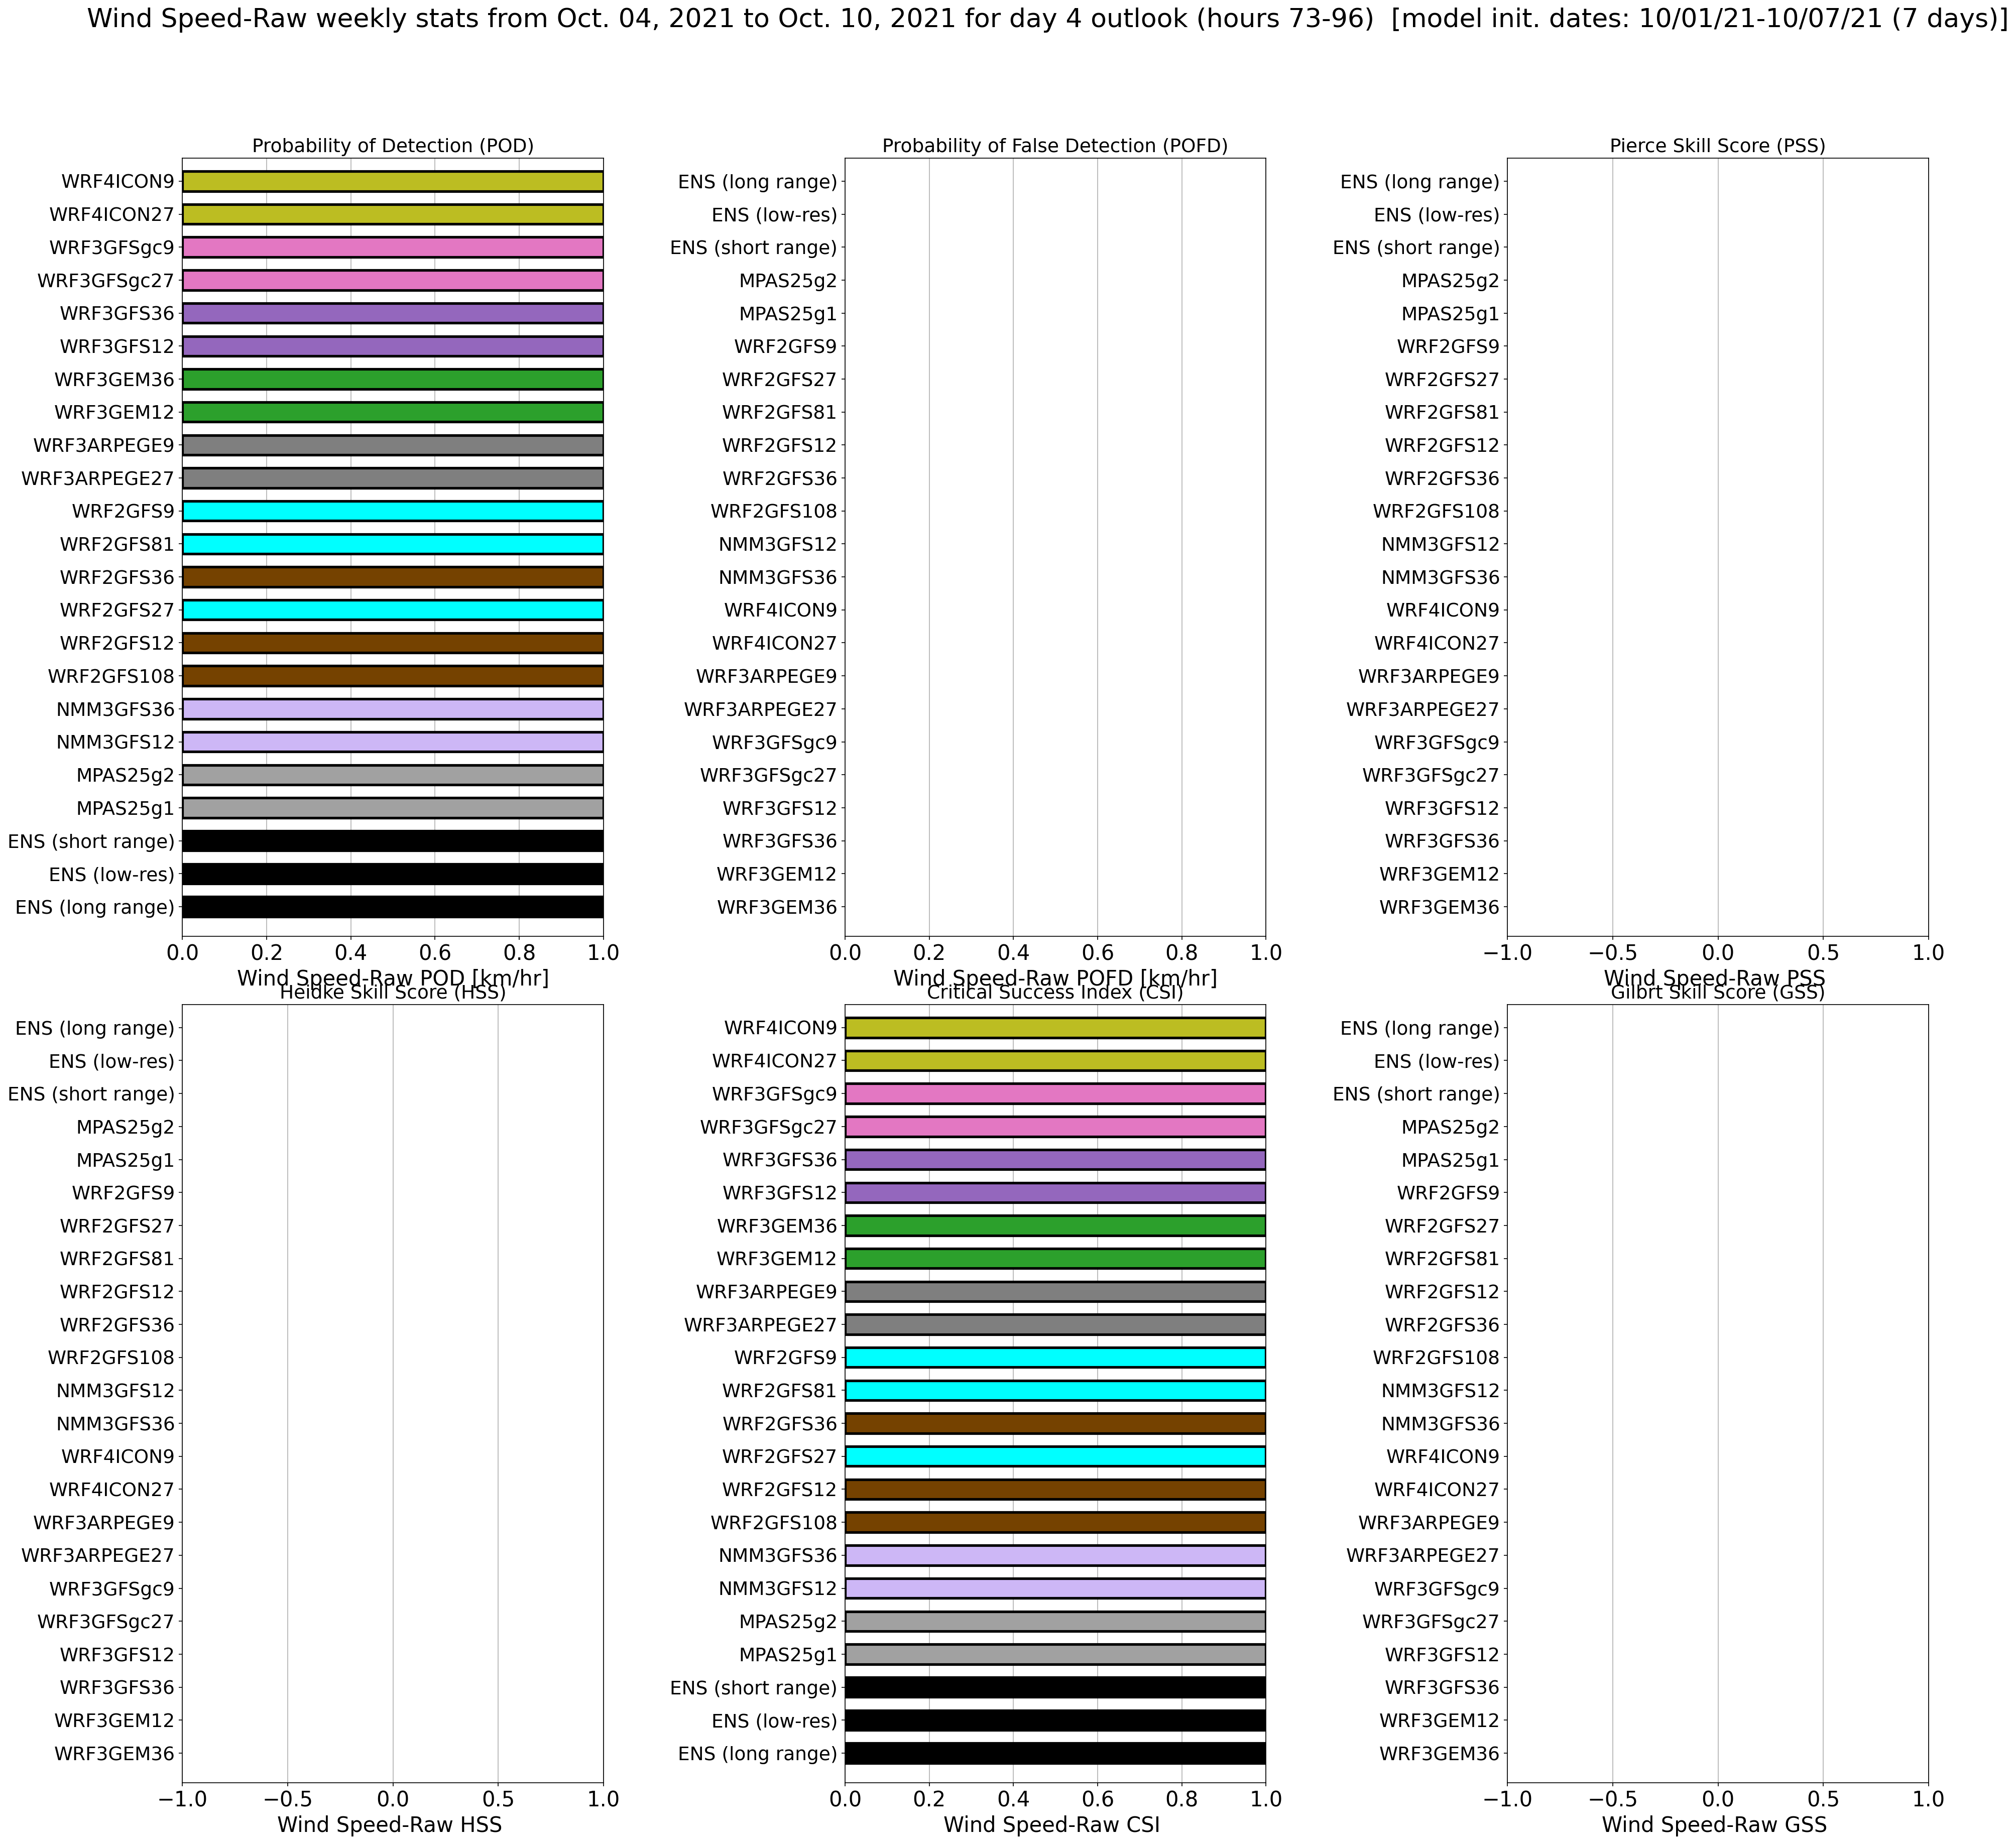 Wind Speed-Raw weekly stats from Oct. 04, 2021 to Oct. 10, 2021 for day 4 outlook (hours 73-96)  [model init. dates: 10/01/21-10/07/21 (7 days)]
Probability of Detection (POD)
WRF4ICON9
WRF4ICON27
WRF3GFSgc9
WRF3GFSgc27
WRF3GFS36
WRF3GFS12
WRF3GEM36
WRF3GEM12
WRF3ARPEGE9
WRF3ARPEGE27
WRF2GFS9
WRF2GFS81
WRF2GFS36
WRF2GFS27
WRF2GFS12
WRF2GFS108
NMM3GFS36
NMM3GFS12
MPAS25g2
MPAS25g1
ENS (short range)
ENS (low-res)
ENS (long range)
0.0 0.2 0.4 0.6 0.8 1.0
Wind Speed-Raw POD [km/hr]
Probability of False Detection (POFD)
ENS (long range)
ENS (low-res)
ENS (short range)
MPAS25g2
MPAS25g1
WRF2GFS9
WRF2GFS27
WRF2GFS81
WRF2GFS12
WRF2GFS36
WRF2GFS108
NMM3GFS12
NMM3GFS36
WRF4ICON9
WRF4ICON27
WRF3ARPEGE9
WRF3ARPEGE27
WRF3GFSgc9
WRF3GFSgc27
WRF3GFS12
WRF3GFS36
WRF3GEM12
WRF3GEM36
0.0 0.2 0.4 0.6 0.8 1.0
Wind Speed-Raw POFD [km/hr]
Pierce Skill Score (PSS)
ENS (long range)
ENS (low-res)
ENS (short range)
MPAS25g2
MPAS25g1
WRF2GFS9
WRF2GFS27
WRF2GFS81
WRF2GFS12
WRF2GFS36
WRF2GFS108
NMM3GFS12
NMM3GFS36
WRF4ICON9
WRF4ICON27
WRF3ARPEGE9
WRF3ARPEGE27
WRF3GFSgc9
WRF3GFSgc27
WRF3GFS12
WRF3GFS36
WRF3GEM12
WRF3GEM36
−1.0 −0.5 0.0 0.5 1.0
Wind Speed-Raw PSS
Heidke Skill Score (HSS)
ENS (long range)
ENS (low-res)
ENS (short range)
MPAS25g2
MPAS25g1
WRF2GFS9
WRF2GFS27
WRF2GFS81
WRF2GFS12
WRF2GFS36
WRF2GFS108
NMM3GFS12
NMM3GFS36
WRF4ICON9
WRF4ICON27
WRF3ARPEGE9
WRF3ARPEGE27
WRF3GFSgc9
WRF3GFSgc27
WRF3GFS12
WRF3GFS36
WRF3GEM12
WRF3GEM36
−1.0 −0.5 0.0 0.5 1.0
Wind Speed-Raw HSS
Critical Success Index (CSI)
WRF4ICON9
WRF4ICON27
WRF3GFSgc9
WRF3GFSgc27
WRF3GFS36
WRF3GFS12
WRF3GEM36
WRF3GEM12
WRF3ARPEGE9
WRF3ARPEGE27
WRF2GFS9
WRF2GFS81
WRF2GFS36
WRF2GFS27
WRF2GFS12
WRF2GFS108
NMM3GFS36
NMM3GFS12
MPAS25g2
MPAS25g1
ENS (short range)
ENS (low-res)
ENS (long range)
0.0 0.2 0.4 0.6 0.8 1.0
Wind Speed-Raw CSI
Gilbrt Skill Score (GSS)
ENS (long range)
ENS (low-res)
ENS (short range)
MPAS25g2
MPAS25g1
WRF2GFS9
WRF2GFS27
WRF2GFS81
WRF2GFS12
WRF2GFS36
WRF2GFS108
NMM3GFS12
NMM3GFS36
WRF4ICON9
WRF4ICON27
WRF3ARPEGE9
WRF3ARPEGE27
WRF3GFSgc9
WRF3GFSgc27
WRF3GFS12
WRF3GFS36
WRF3GEM12
WRF3GEM36
−1.0 −0.5 0.0 0.5 1.0
Wind Speed-Raw GSS